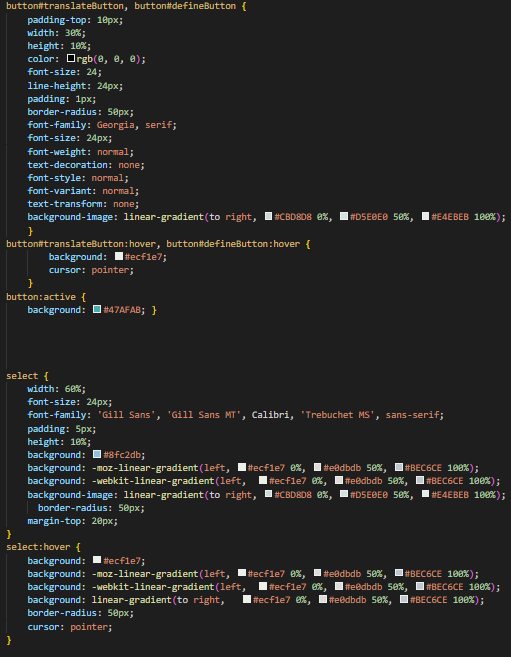 button#translateButton, button#defineButton {
padding-top: 10px;
width: 30%;
height: 10%;
color: rgb(0, 0, 0);
font-size: 24;
line-height: 24px;
padding: 1px;
border-radius: 50px;
font-family: Georgia, serif;
font-size: 24px;
font-weight: normal;
text-decoration: none;
font-style: normal;
font-variant: normal;
text-transform: none;
background-image: linear-gradient(to right, #CBD8D8 0%, #D5E0E0 50%, #E4EBEB 100%);
}
button#translateButton:hover, button#defineButton:hover {
background: #ecf1e7;
cursor: pointer;
}
button:active {
background: #47AFAB; }
select {
width: 60%;
font-size: 24px;
font-family: 'Gill Sans', 'Gill Sans MT', Calibri, 'Trebuchet MS', sans-serif;
padding: 5px;
height: 10%;
background: #8fc2db;
background: -moz-linear-gradient(left, #ecf1e7 0%, #e0dbdb 50%, #BEC6CE 100%);
background: -webkit-linear-gradient(left, #ecf1e7 0%, #e0dbdb 50%, #BEC6CE 100%);
background-image: linear-gradient(to right, #CBD8D8 0%, #D5E0E0 50%, #E4EBEB 100%);
border-radius: 50px;
margin-top: 20px;
}
select:hover {
background: #ecf1e7;
background: -moz-linear-gradient(left, #ecf1e7 0%, #e0dbdb 50%, #BEC6CE 100%);
background: -webkit-linear-gradient(left, #ecf1e7 0%, #e0dbdb 50%, #BEC6CE 100%);
background: linear-gradient(to right, #ecf1e7 0%, #e0dbdb 50%, #BEC6CE 100%);
border-radius: 50px;
cursor: pointer;
}